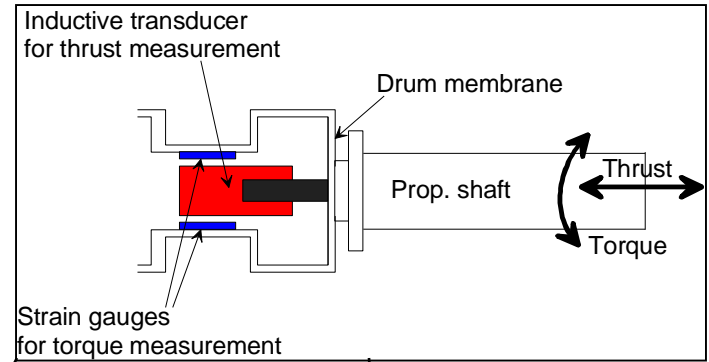 Inductive transducer
for thrust measurement
Drum membrane
Prop. shaft
Thrust
Torque
Strain gauges
for torque measurement